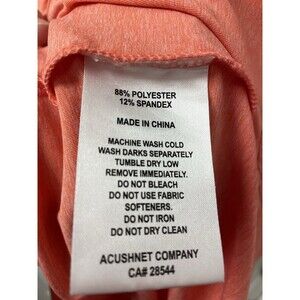 88% POLYESTER
12% SPANDEX
MADE IN CHINA
MACHINE WASH COLD
WASH DARKS SEPARATELY
TUMBLE DRY LOW
REMOVE IMMEDIATELY.
DO NOT BLEACH
DO NOT USE FABRIC
SOFTENERS.
DO NOT IRON
DO NOT DRY CLEAN
ACUSHNET COMPANY
CA# 28544